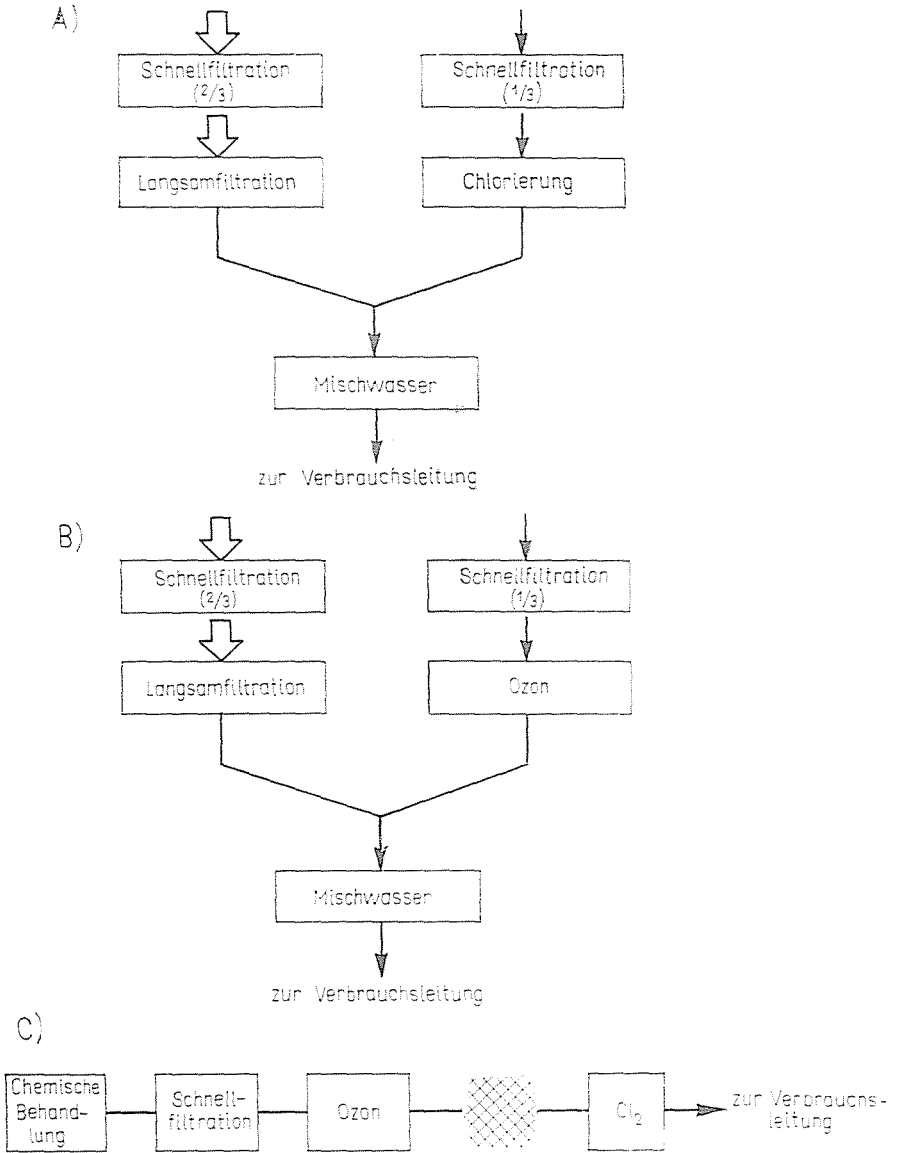 A)
Schnellfiltration
(2/3)
Schnellfiltration
(1/3)
Langsamfiltration
Chlorierung
Mischwasser
zur Verbrauchsleitung
B)
Schnellfiltration
(2/3)
Schnellfiltration
(1/3)
Langsamfiltration
Ozon
Mischwasser
zur Verbrauchsleitung
C)
Chemische
Behand-
lung
Schnell-
filtration
Ozon
Cl₂
zur Verbrauchs-
leitung